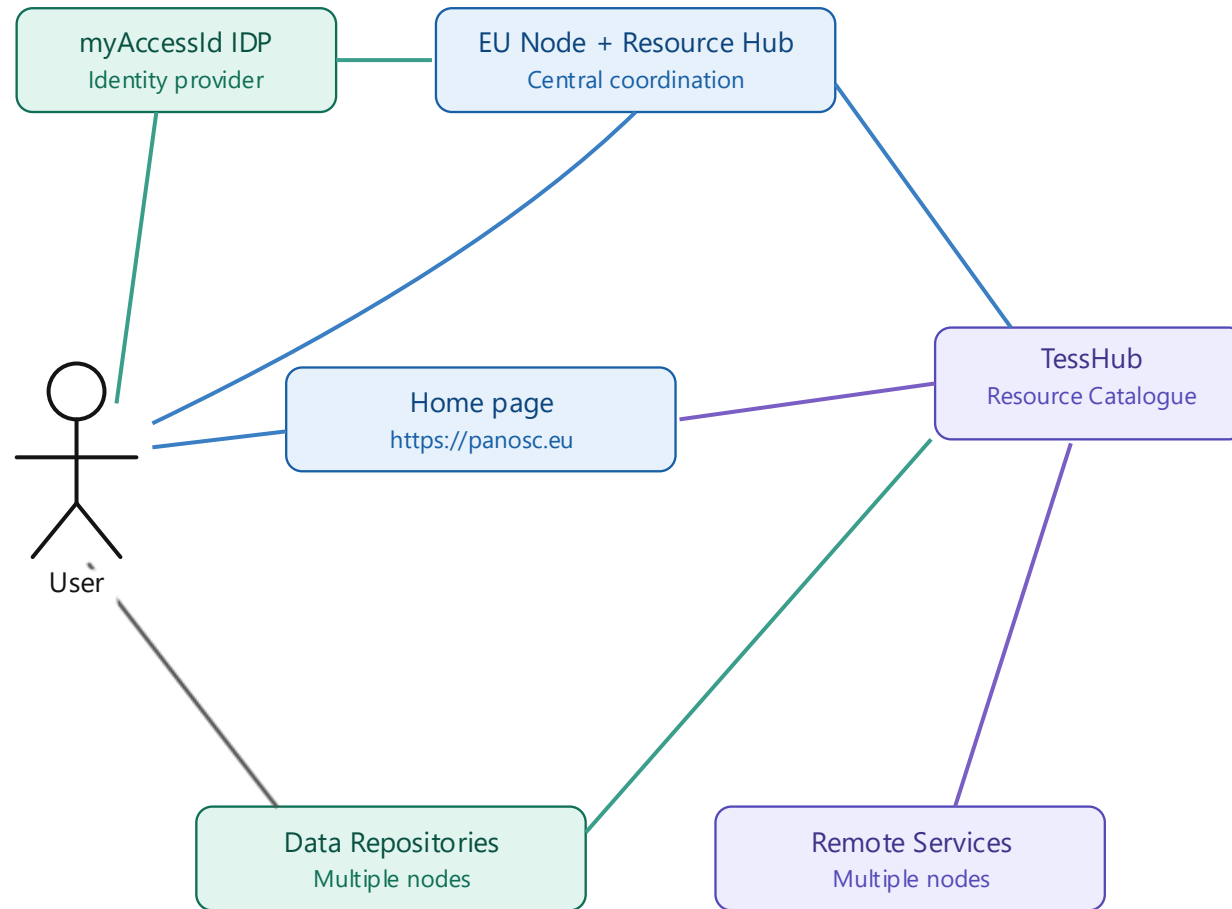 myAccessId IDP
Identity provider
EU Node + Resource Hub
Central coordination
TessHub
Resource Catalogue
Home page
https://panosc.eu
User
Data Repositories
Multiple nodes
Remote Services
Multiple nodes